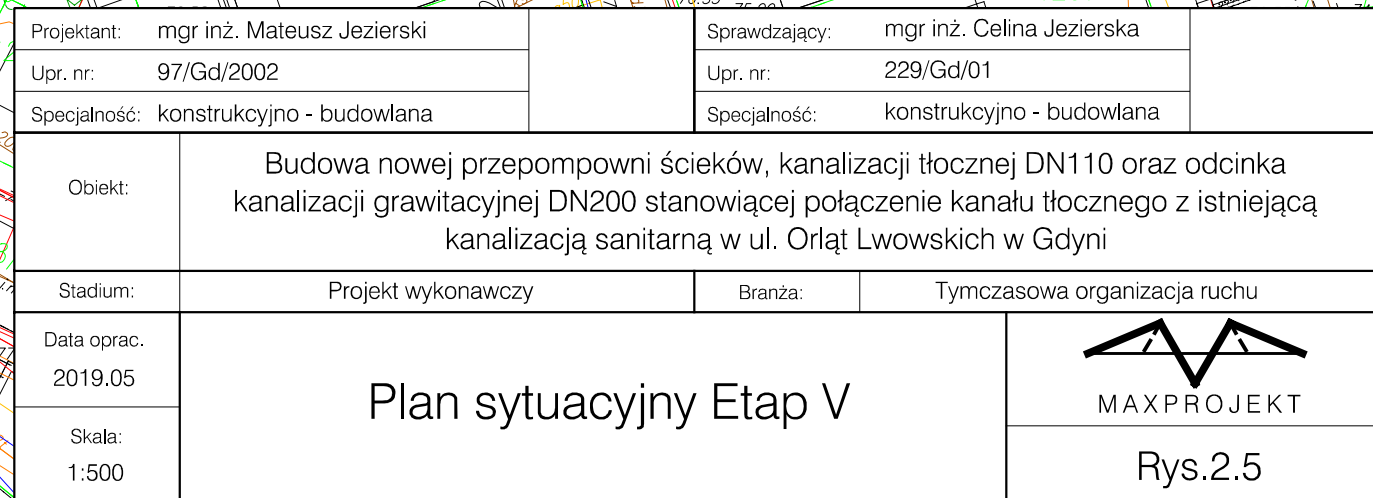 Projektant: mgr inż. Mateusz Jezierski
Sprawdzający: mgr inż. Celina Jezierska
Upr. nr: 97/Gd/2002
Upr. nr: 229/Gd/01
Specjalność: konstrukcyjno - budowlana
Specjalność: konstrukcyjno - budowlana
Obiekt:
Budowa nowej przepompowni ścieków, kanalizacji tłocznej DN110 oraz odcinka
kanalizacji grawitacyjnej DN200 stanowiącej połączenie kanału tłocznego z istniejącą
kanalizacją sanitarną w ul. Orląt Lwowskich w Gdyni
Stadium: Projekt wykonawczy
Branża: Tymczasowa organizacja ruchu
Data oprac.
2019.05
Skala:
1:500
Plan sytuacyjny Etap V
MAXPROJEKT
Rys.2.5